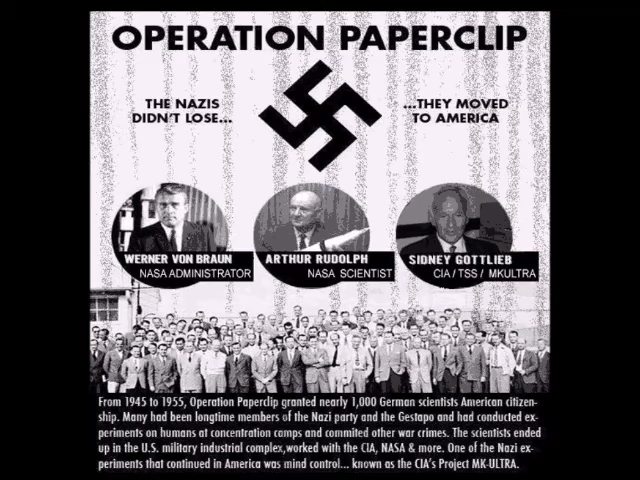 OPERATION PAPERCLIP
THE NAZIS
DIDN'T LOSE...
...THEY MOVED
TO AMERICA
WERNER VON BRAUN
NASA ADMINISTRATOR
ARTHUR RUDOLPH
NASA SCIENTIST
SIDNEY GOTTLIEB
CIA / TSS / MKULTRA
From 1945 to 1955, Operation Paperclip granted nearly 1,000 German scientists American citizen-
ship. Many had been longtime members of the Nazi party and the Gestapo and had conducted ex-
periments on humans at concentration camps and commited other war crimes. The scientists ended
up in the U.S. military industrial complex,worked with the CIA, NASA & more. One of the Nazi ex-
periments that continued in America was mind control... known as the CIA's Project MK-ULTRA.